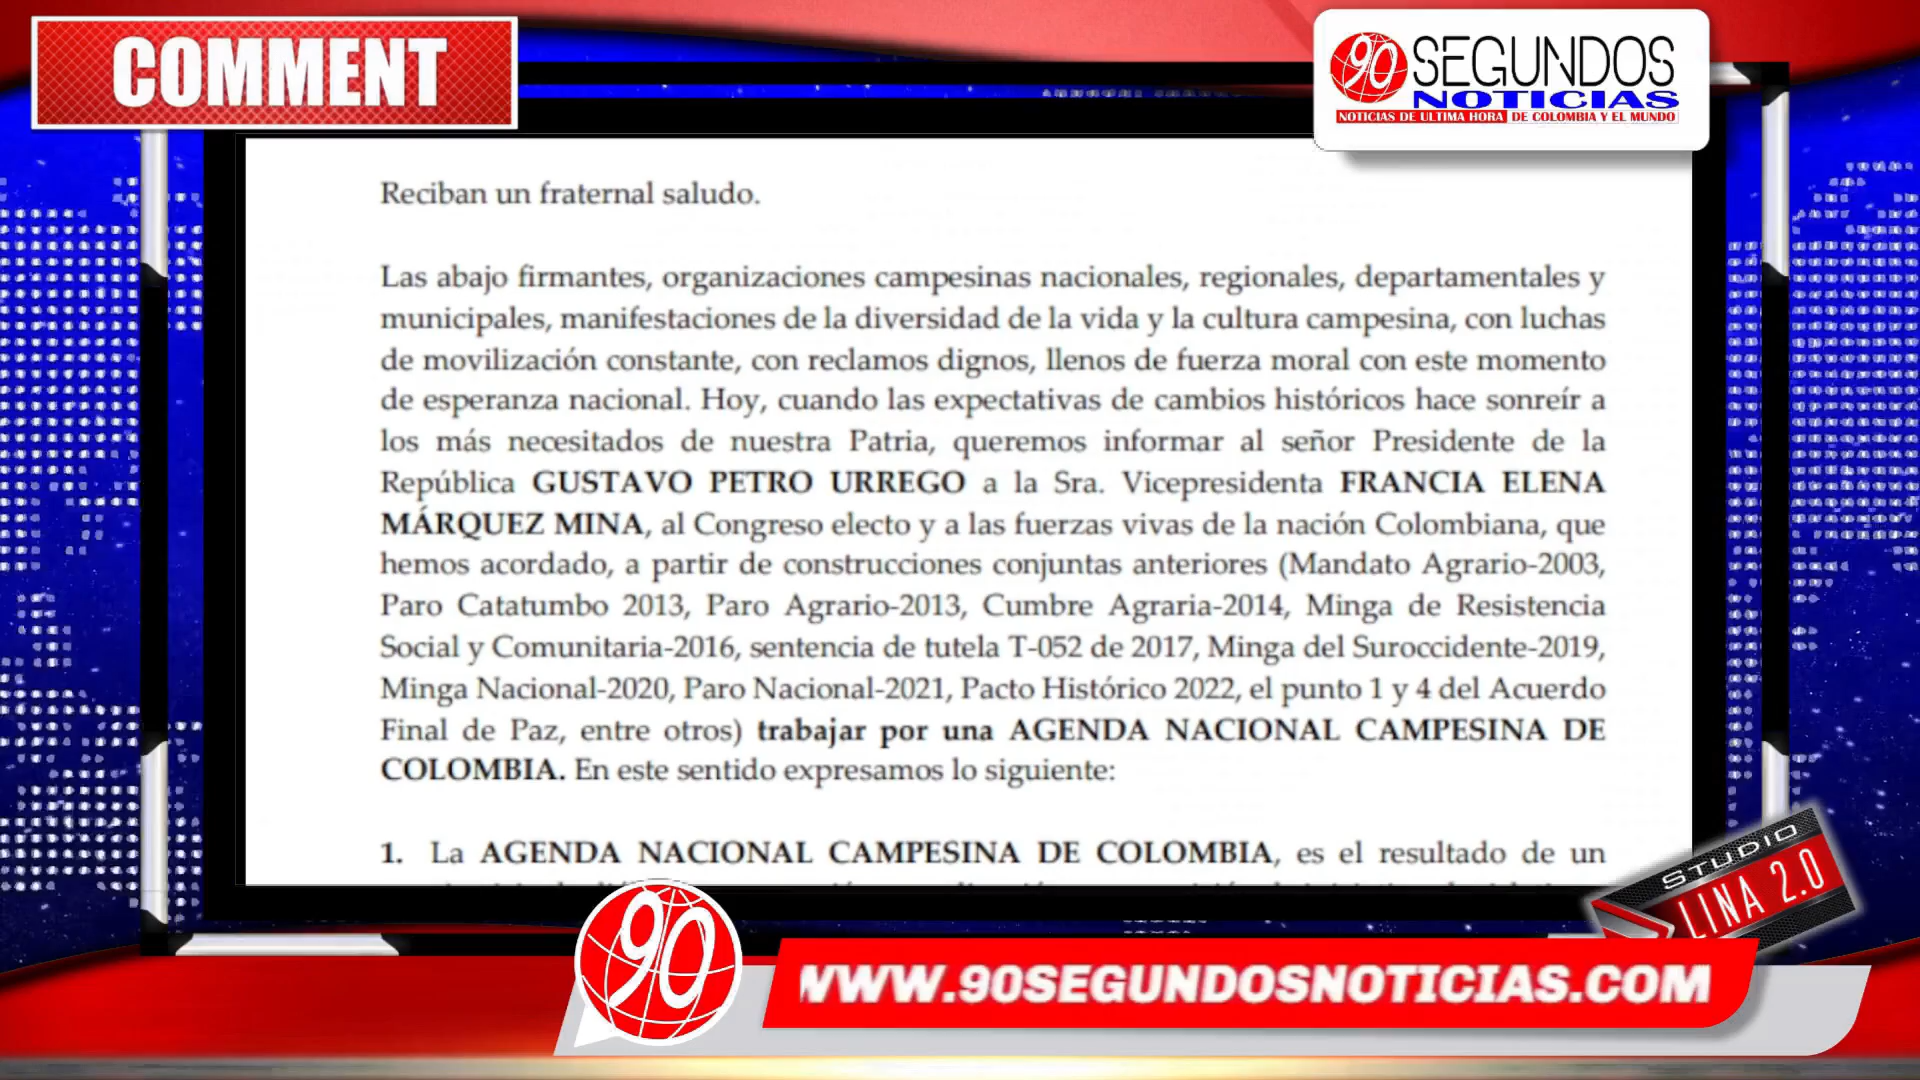 COMMENT
90 SEGUNDOS
NOTICIAS
NOTICIAS DE ULTIMA HORA DE COLOMBIA Y EL MUNDO
Reciban un fraternal saludo.
Las abajo firmantes, organizaciones campesinas nacionales, regionales, departamentales y
municipales, manifestaciones de la diversidad de la vida y la cultura campesina, con luchas
de movilización constante, con reclamos dignos, llenos de fuerza moral con este momento
de esperanza nacional. Hoy, cuando las expectativas de cambios históricos hace sonreír a
los más necesitados de nuestra Patria, queremos informar al señor Presidente de la
República GUSTAVO PETRO URREGO a la Sra. Vicepresidenta FRANCIA ELENA
MÁRQUEZ MINA, al Congreso electo y a las fuerzas vivas de la nación Colombiana, que
hemos acordado, a partir de construcciones conjuntas anteriores (Mandato Agrario-2003,
Paro Catatumbo 2013, Paro Agrario-2013, Cumbre Agraria-2014, Minga de Resistencia
Social y Comunitaria-2016, sentencia de tutela T-052 de 2017, Minga del Suroccidente-2019,
Minga Nacional-2020, Paro Nacional-2021, Pacto Histórico 2022, el punto 1 y 4 del Acuerdo
Final de Paz, entre otros) trabajar por una AGENDA NACIONAL CAMPESINA DE
COLOMBIA. En este sentido expresamos lo siguiente:
1. La AGENDA NACIONAL CAMPESINA DE COLOMBIA, es el resultado de un
STUDIO
LINA 2.0
90
WWW.90SEGUNDOSNOTICIAS.COM